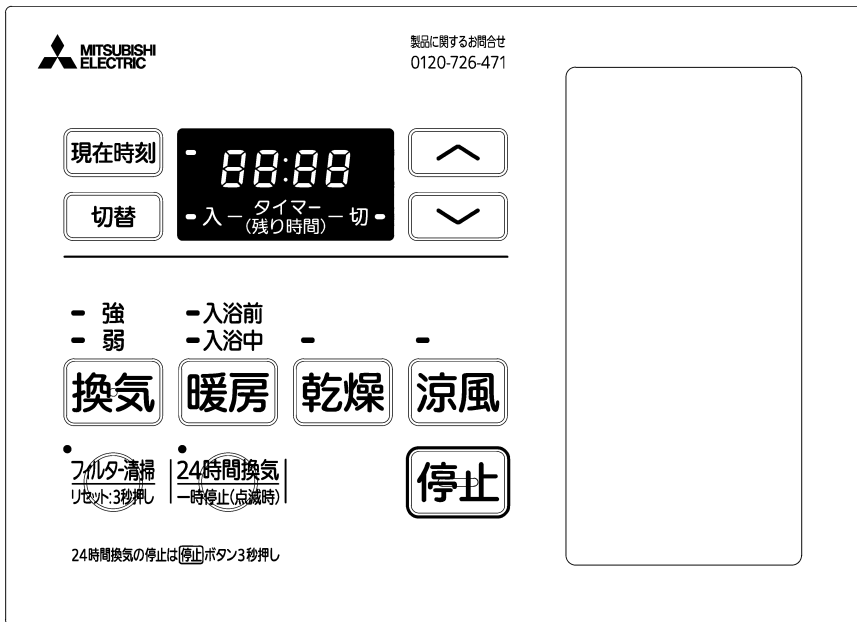 MITSUBISHI
ELECTRIC
製品に関するお問合せ
0120-726-471
現在時刻
88:88
切替
入 タイマー 切
(残り時間)
強
弱
入浴前
入浴中
換気
暖房
乾燥
涼風
フィルター清掃
リセット:3秒押し
24時間換気
一時停止(点滅時)
停止
24時間換気の停止は停止ボタン3秒押し